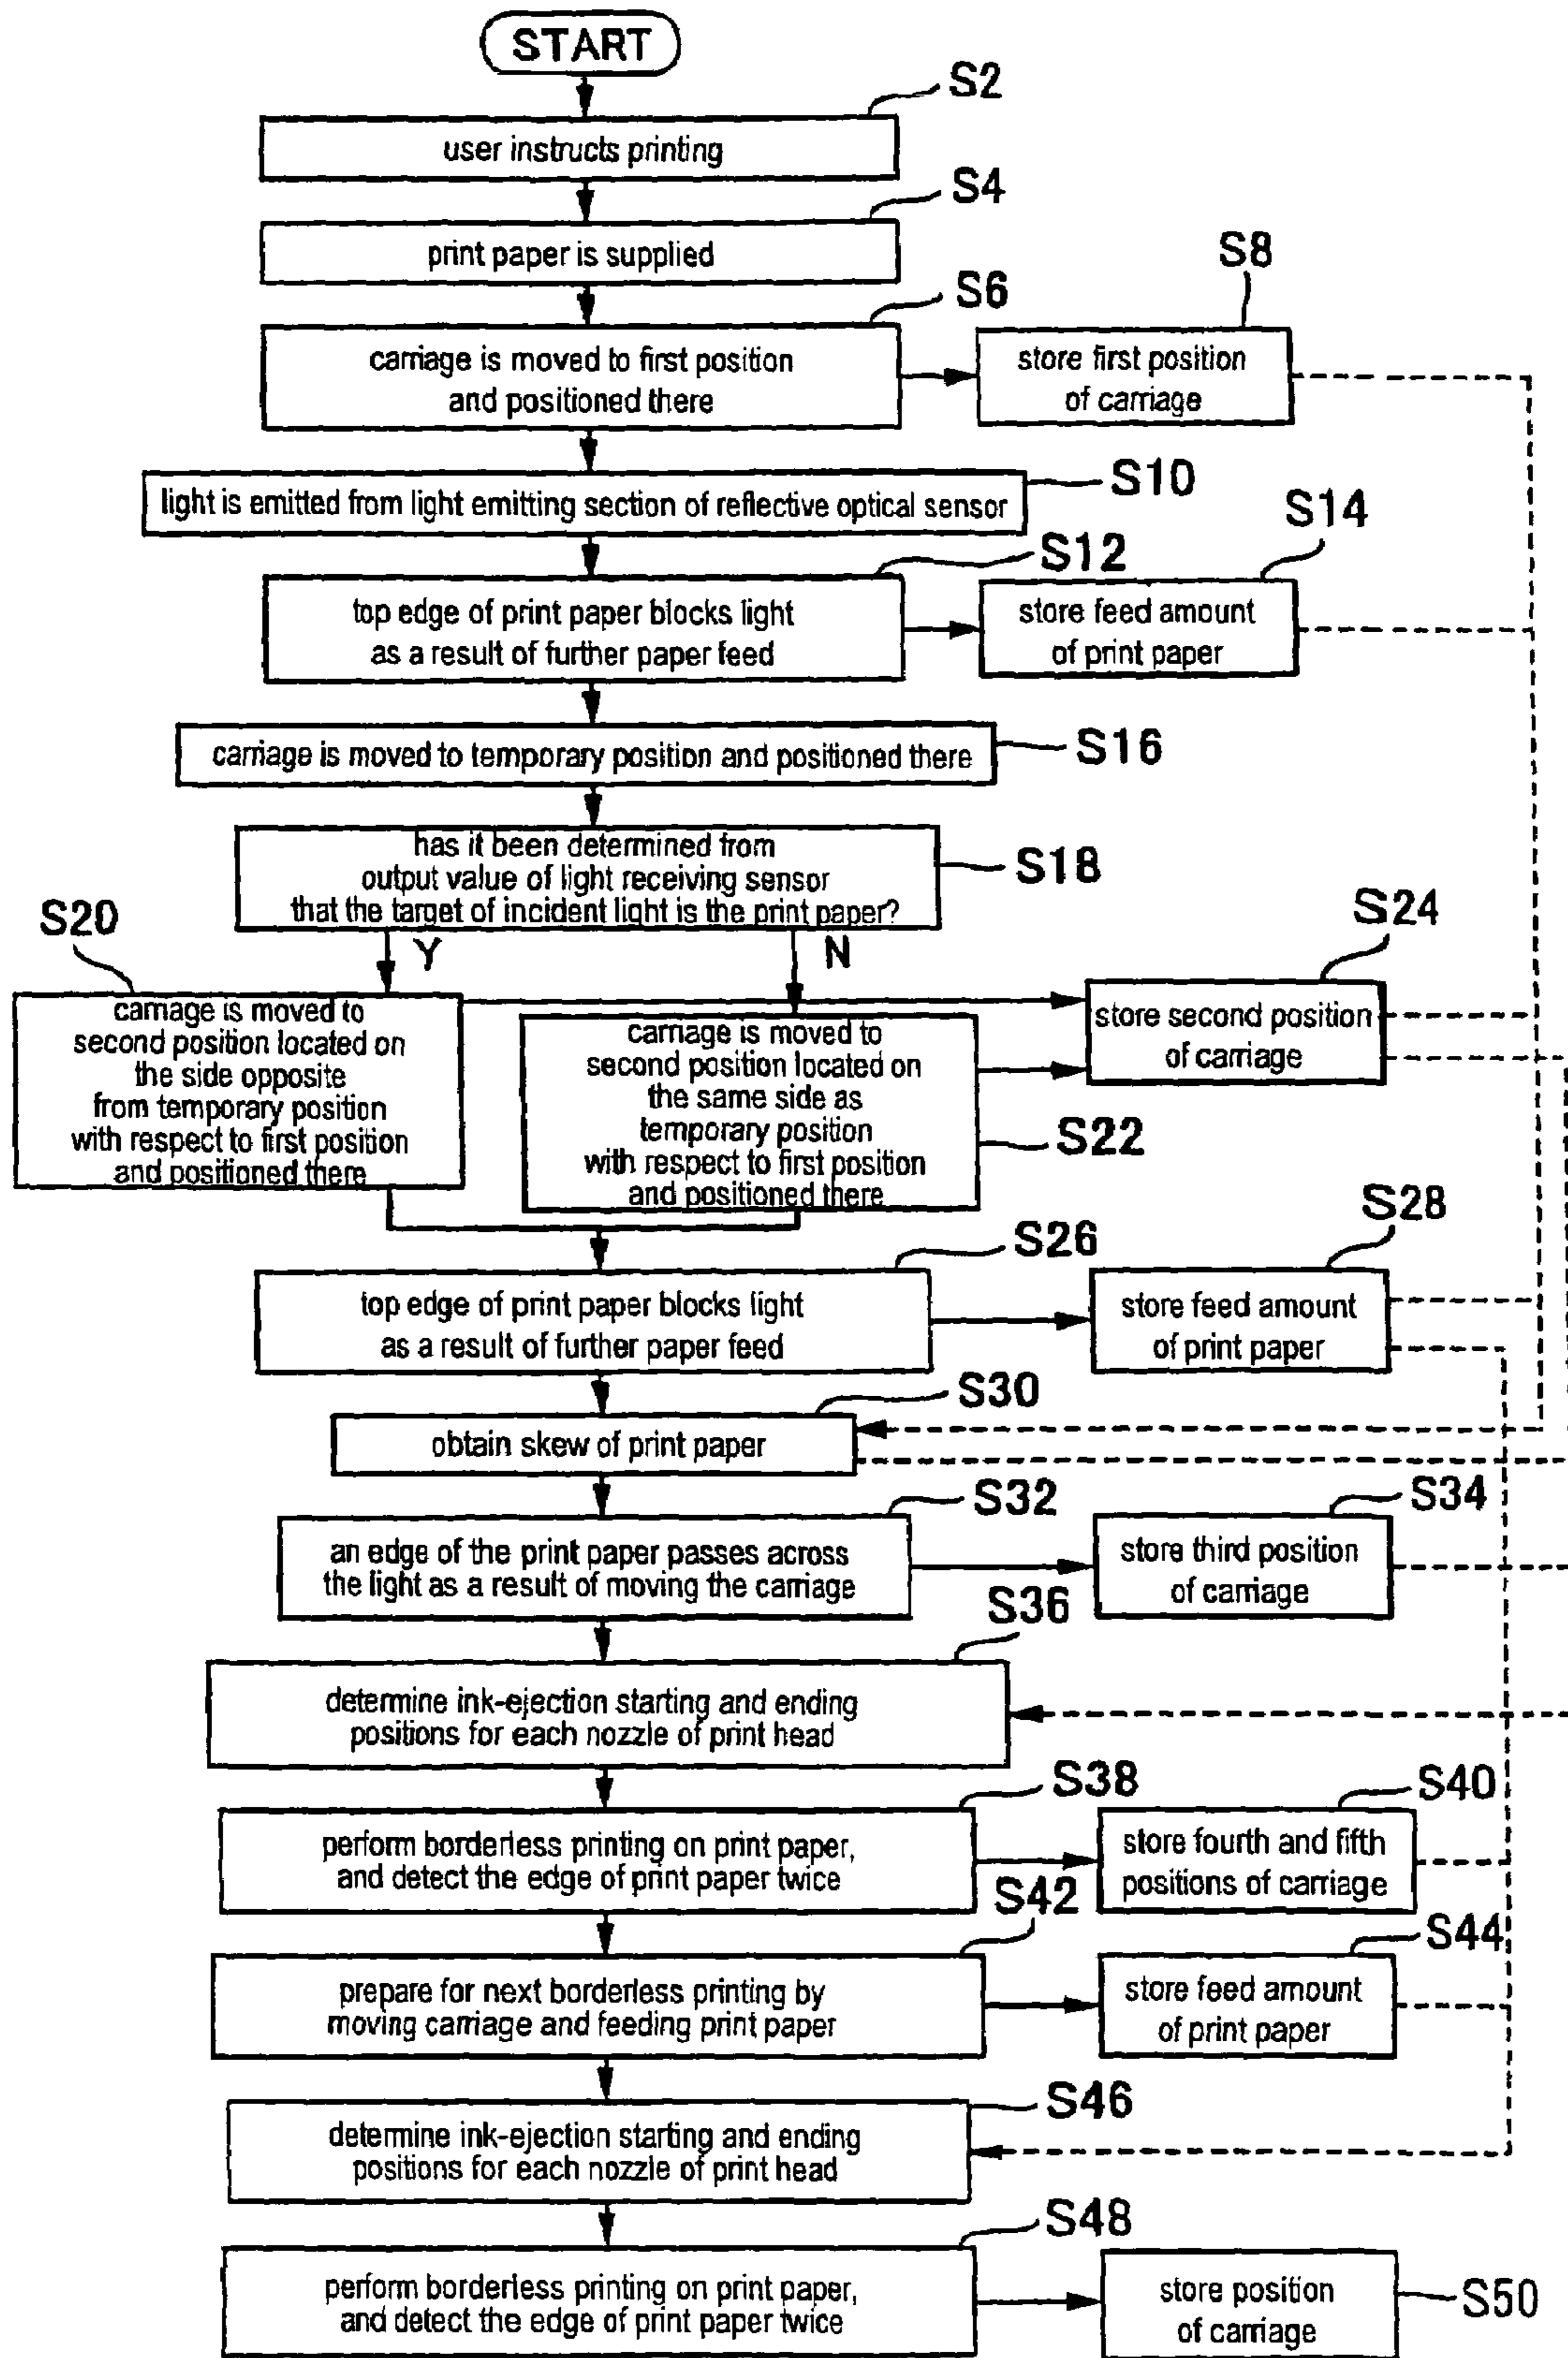 START
S2
user instructs printing
S4
print paper is supplied
S6
carriage is moved to first position
and positioned there
S8
store first position
of carriage
S10
light is emitted from light emitting section of reflective optical sensor
S12
top edge of print paper blocks light
as a result of further paper feed
S14
store feed amount
of print paper
S16
carriage is moved to temporary position and positioned there
S18
has it been determined from
output value of light receiving sensor
that the target of incident light is the print paper?
Y
N
S20
carriage is moved to
second position located on
the side opposite
from temporary position
with respect to first position
and positioned there
S22
carriage is moved to
second position located on
the same side as
temporary position
with respect to first position
and positioned there
S24
store second position
of carriage
S26
top edge of print paper blocks light
as a result of further paper feed
S28
store feed amount
of print paper
S30
obtain skew of print paper
S32
an edge of the print paper passes across
the light as a result of moving the carriage
S34
store third position
of carriage
S36
determine ink-ejection starting and ending
positions for each nozzle of print head
S38
perform borderless printing on print paper,
and detect the edge of print paper twice
S40
store fourth and fifth
positions of carriage
S42
prepare for next borderless printing by
moving carriage and feeding print paper
S44
store feed amount
of print paper
S46
determine ink-ejection starting and ending
positions for each nozzle of print head
S48
perform borderless printing on print paper,
and detect the edge of print paper twice
S50
store position
of carriage